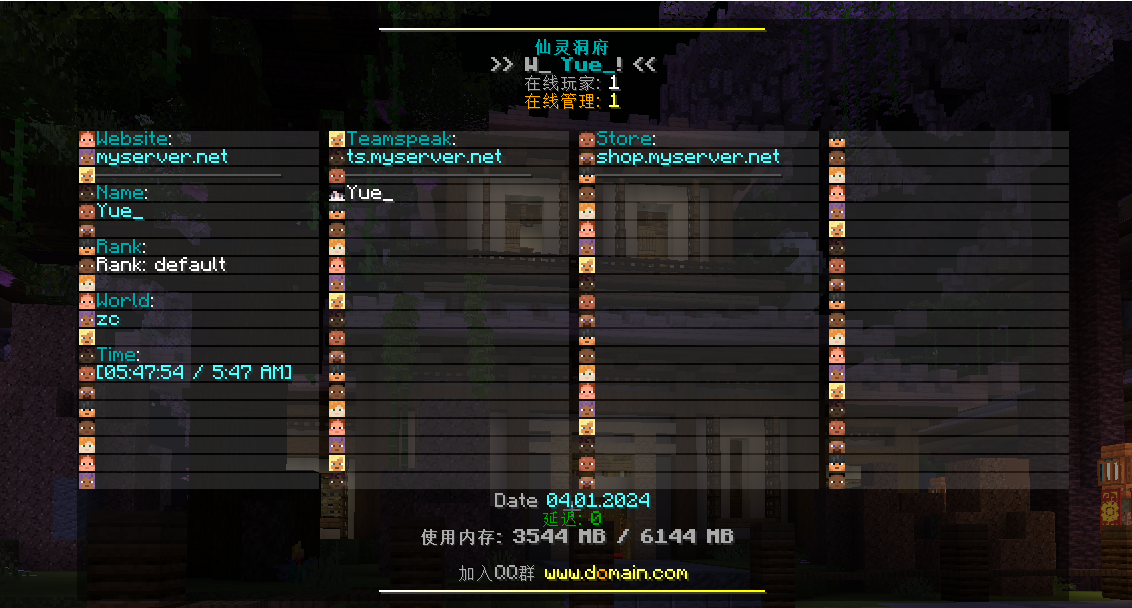 仙灵洞府
>> W_ Yue_! <<
在线玩家: 1
在线管理: 1
Website:
myserver.net
Name:
Yue_
Rank:
Rank: default
World:
zc
Time:
[05:47:54 / 5:47 AM]
Teamspeak:
ts.myserver.net
Yue_
Store:
shop.myserver.net
Date 04.01.2024
延迟: 0
使用内存: 3544 MB / 6144 MB
加入QQ群 www.domain.com